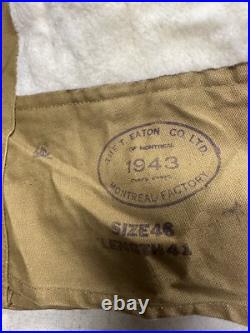 THE T. EATON CO. LTD.
OF MONTREAL
1943
MONTREAL FACTORY
SIZE 46
LENGTH 41